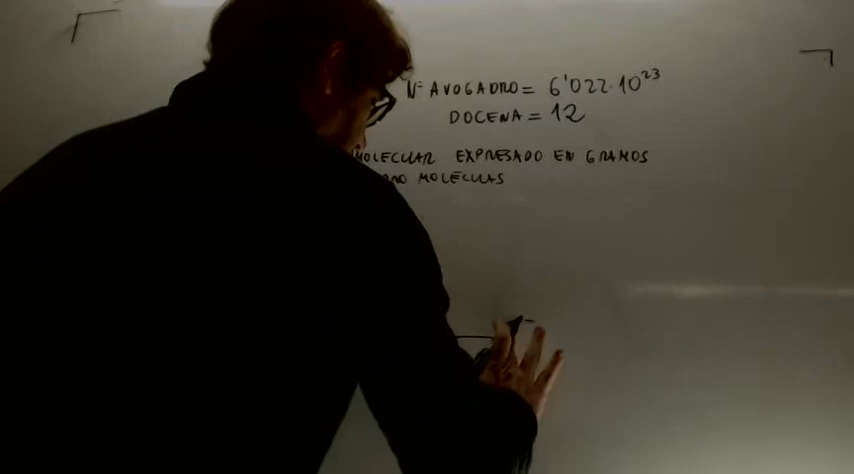 Nº AVOGADRO = 6'022·10²³
DOCENA = 12
MOLECULAR EXPRESADO EN GRAMOS
MOLÉCULAS